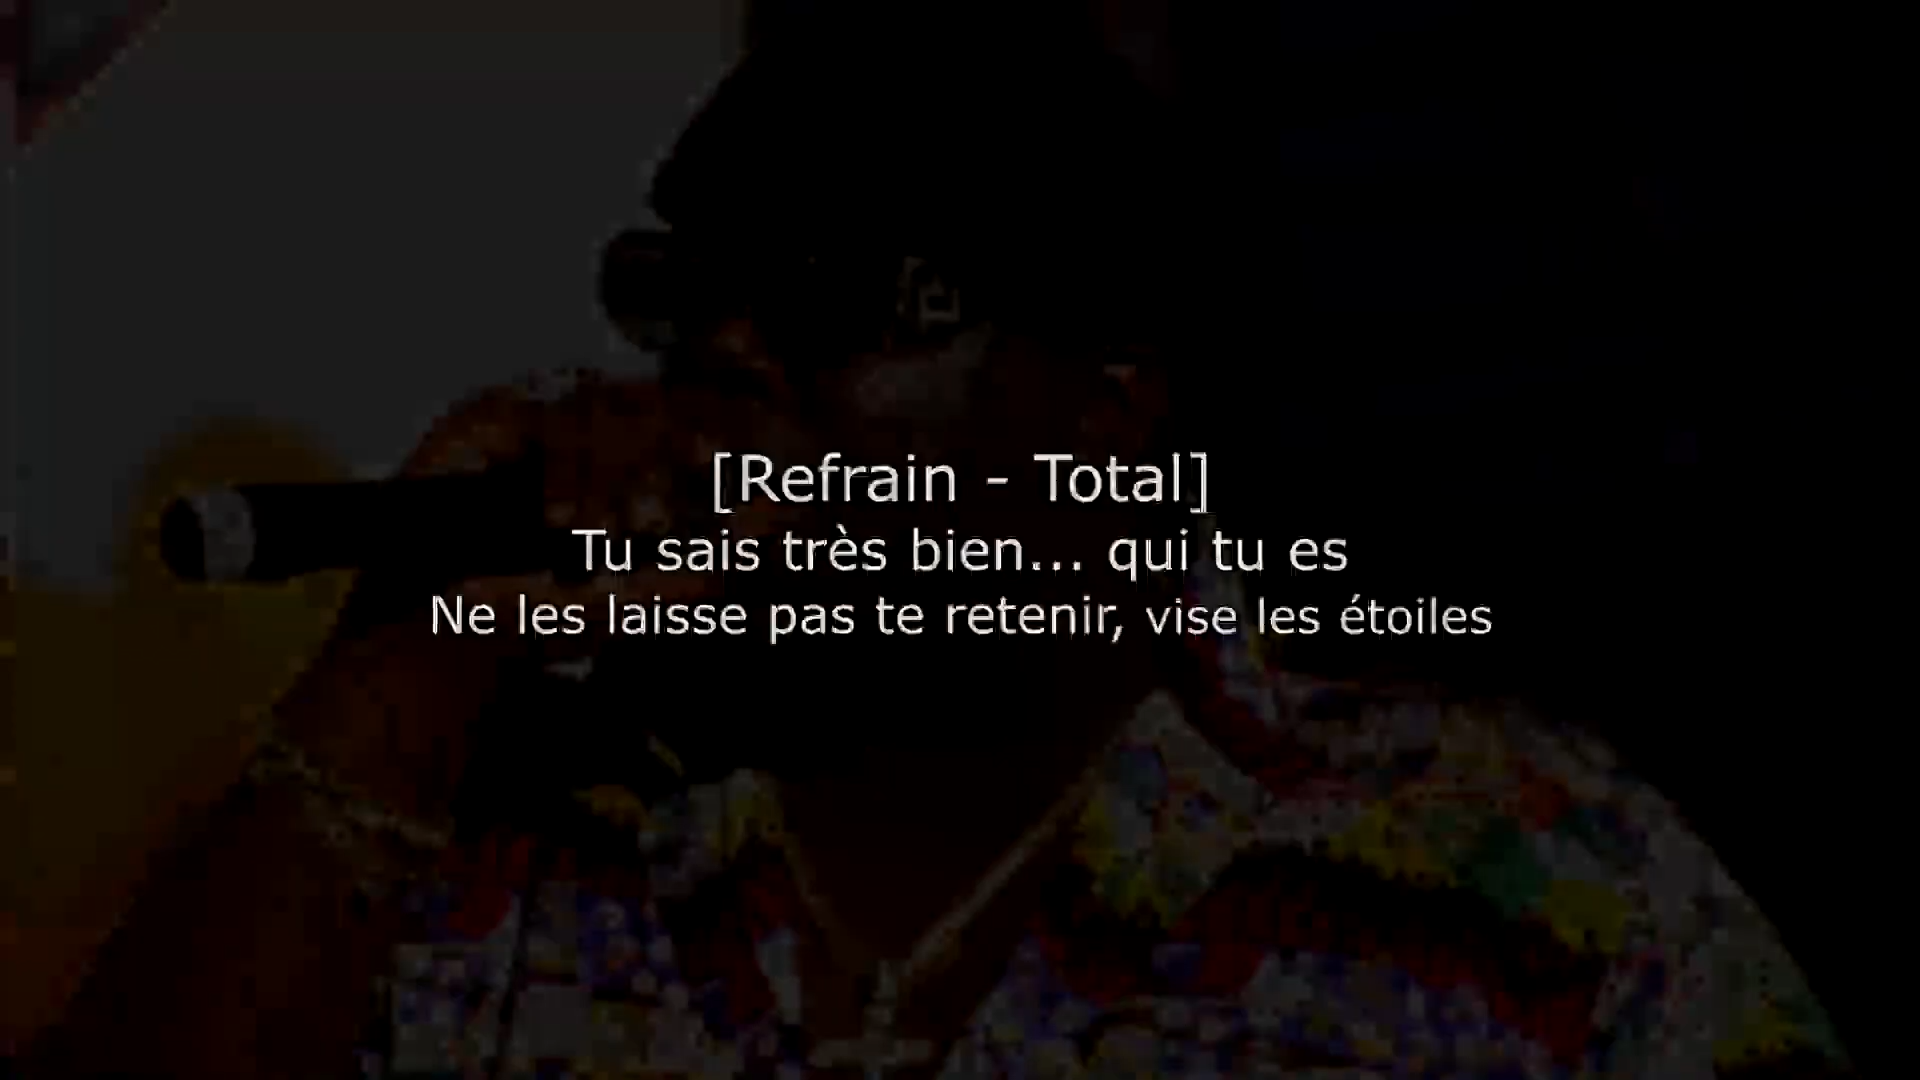 [Refrain - Total]
Tu sais très bien... qui tu es
Ne les laisse pas te retenir, vise les étoiles